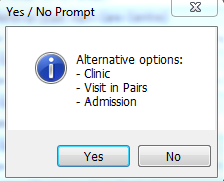 Yes / No Prompt
Alternative options:
- Clinic
- Visit in Pairs
- Admission
Yes
No